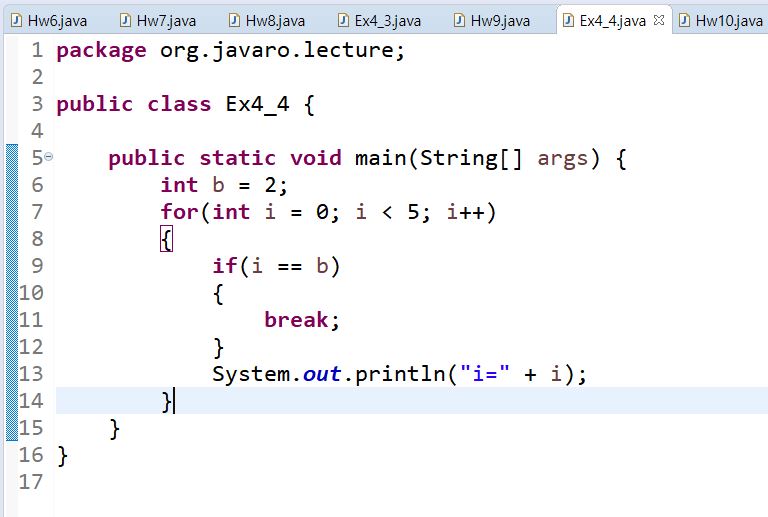 Hw6.java Hw7.java Hw8.java Ex4_3.java Hw9.java Ex4_4.java Hw10.java
1 package org.javaro.lecture;
2
3 public class Ex4_4 {
4
5     public static void main(String[] args) {
6         int b = 2;
7         for(int i = 0; i < 5; i++)
8         {
9             if(i == b)
10             {
11                 break;
12             }
13             System.out.println("i=" + i);
14         }
15     }
16 }
17